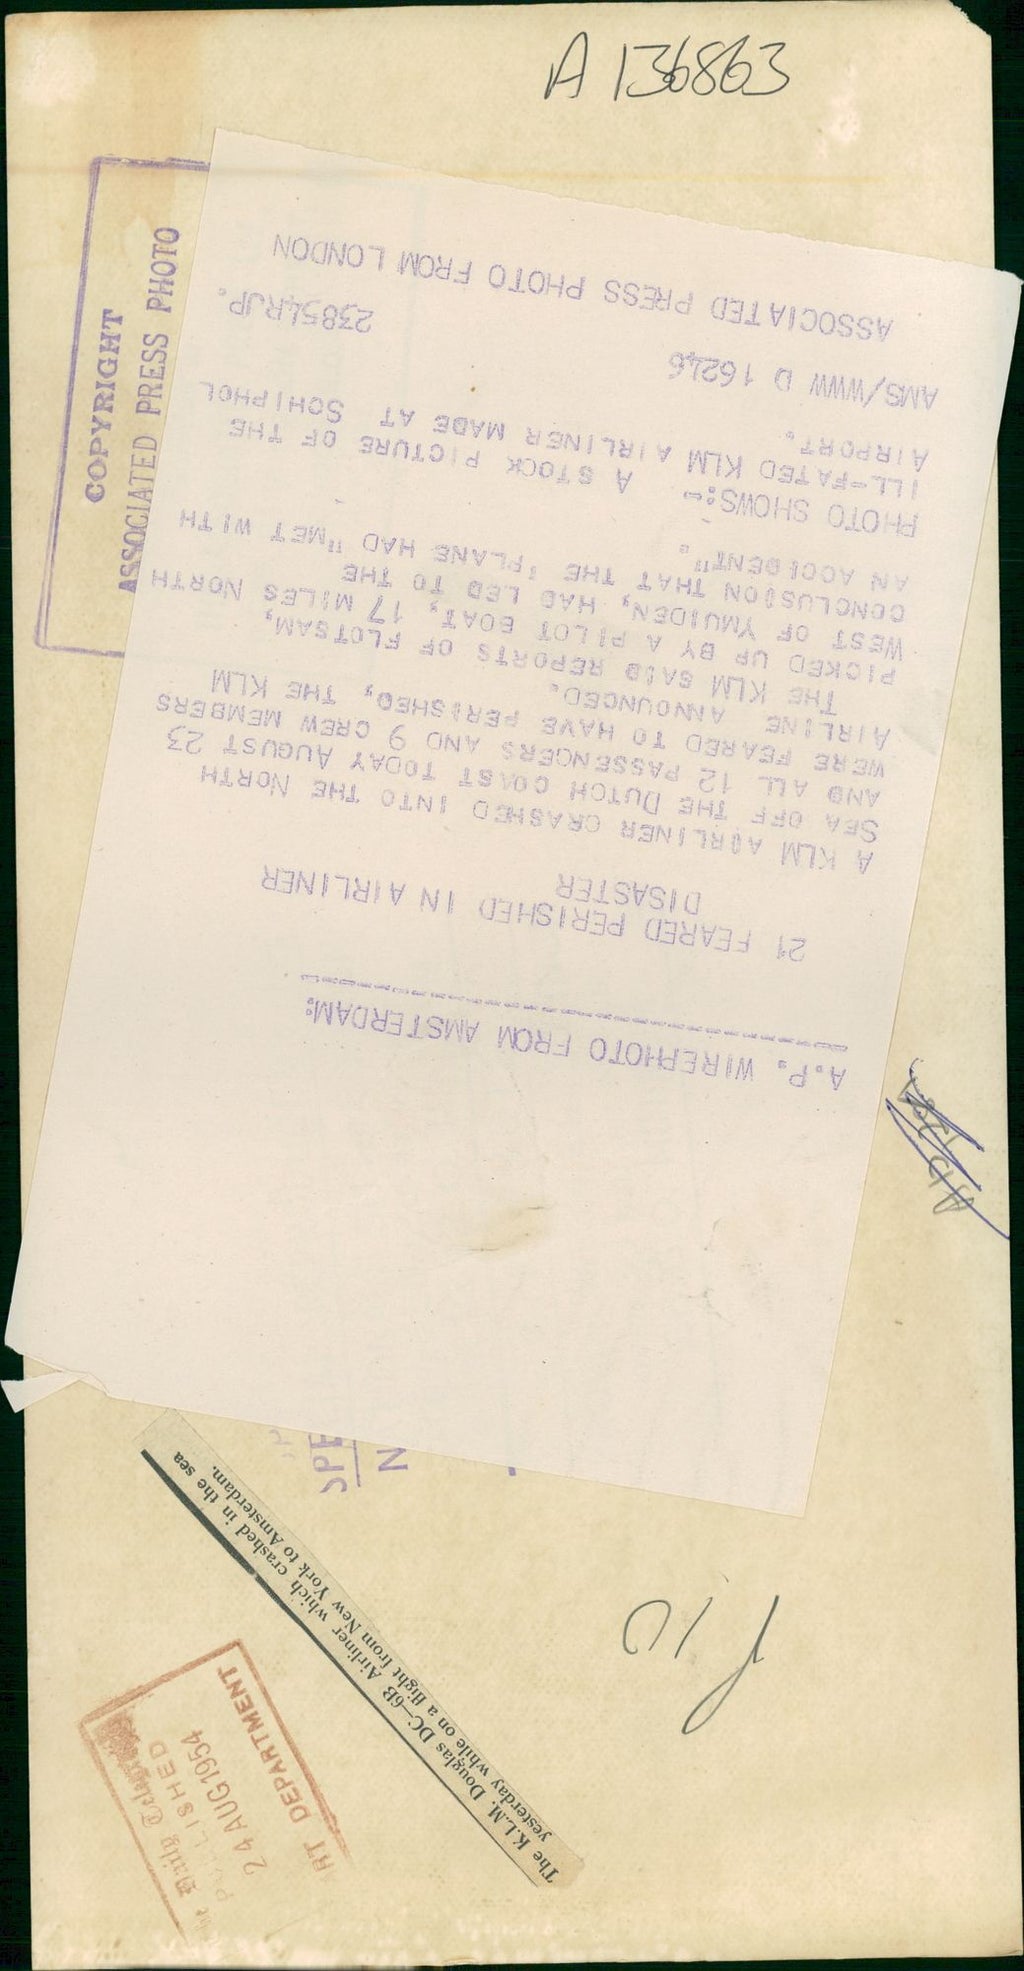 A 136863
COPYRIGHT
ASSOCIATED PRESS PHOTO
A.P. WIREPHOTO FROM AMSTERDAM:
21 FEARED PERISHED IN AIRLINER
DISASTER
A KLM AIRLINER CRASHED INTO THE NORTH
SEA OFF THE DUTCH COAST TODAY AUGUST 23
AND ALL 12 PASSENGERS AND 9 CREW MEMBERS
WERE FEARED TO HAVE PERISHED, THE KLM
AIRLINE ANNOUNCED.
THE KLM SAID REPORTS OF FLOTSAM,
PICKED UP BY A PILOT BOAT, 17 MILES NORTH
WEST OF YMUIDEN, HAD LED TO THE
CONCLUSION THAT THE PLANE HAD "MET WITH
AN ACCIDENT".
PHOTO SHOWS:- A STOCK PICTURE OF THE
ILL-FATED KLM AIRLINER MADE AT SCHIPHOL
AIRPORT.
AMS/WWW D 16246
23854RJP.
ASSOCIATED PRESS PHOTO FROM LONDON
SPE
N
The K.L.M. Douglas DC—6B Airliner which crashed in the sea
yesterday while on a flight from New York to Amsterdam.
Daily Telegraph
24 AUG 1954
RT DEPARTMENT